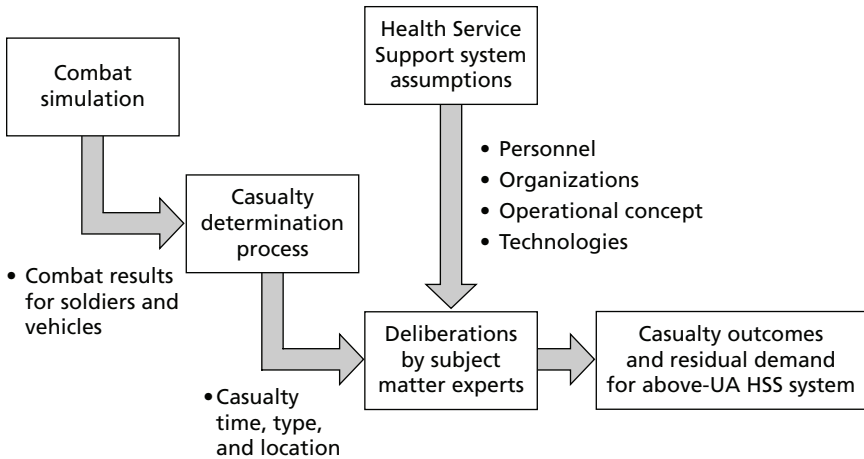 Health Service
Support system
assumptions
Combat
simulation
• Personnel
• Organizations
• Operational concept
• Technologies
Casualty
determination
process
• Combat results
for soldiers and
vehicles
Deliberations
by subject
matter experts
Casualty outcomes
and residual demand
for above-UA HSS system
• Casualty
time, type,
and location